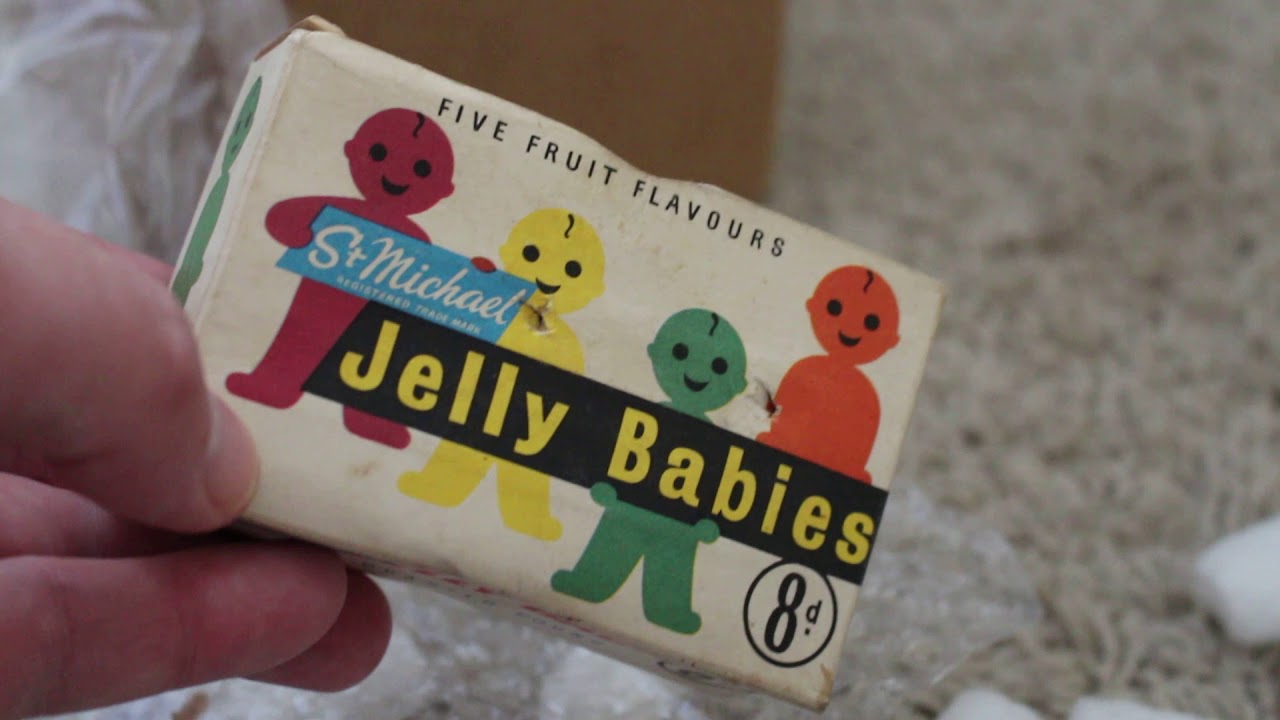 FIVE FRUIT FLAVOURS
St Michael
REGISTERED TRADE MARK
Jelly Babies
8d.